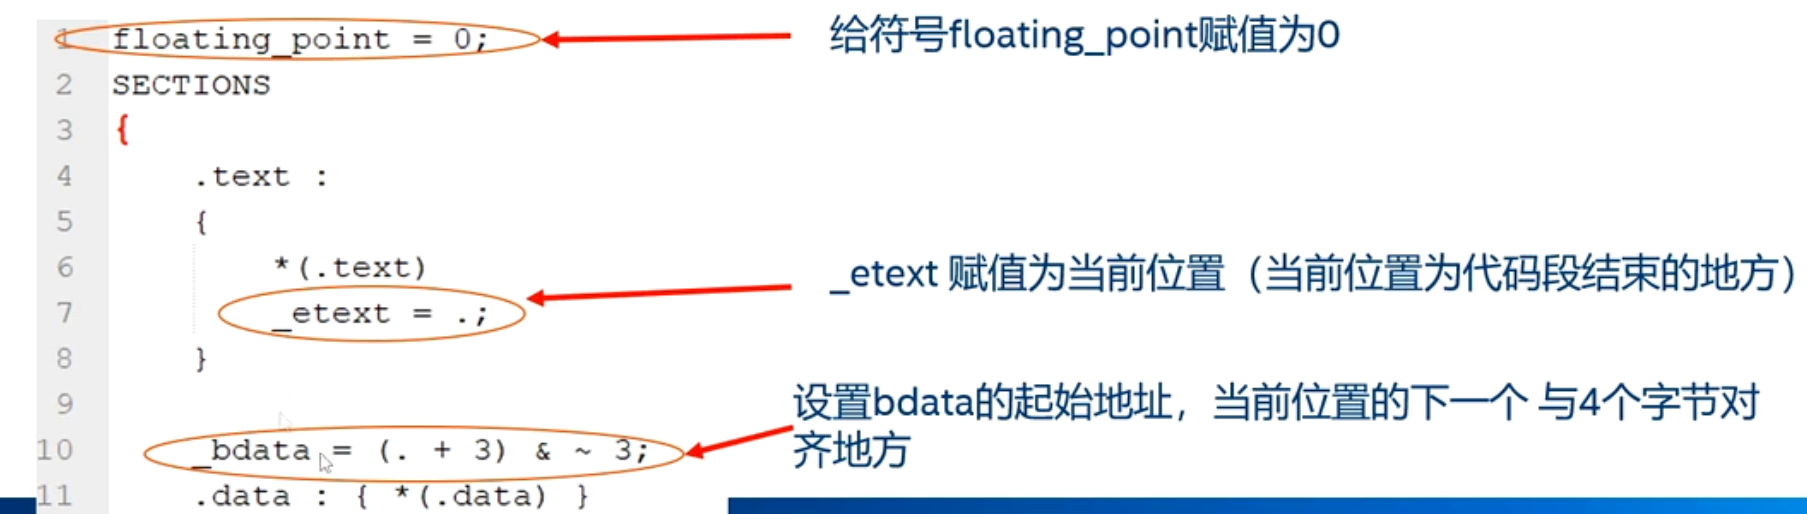 1 floating_point = 0; 给符号floating_point赋值为0
2 SECTIONS
3 {
4 .text :
5 {
6 *(.text)
_etext 赋值为当前位置（当前位置为代码段结束的地方）
7 _etext = .;
8 }
9
设置bdata的起始地址，当前位置的下一个 与4个字节对
齐地方
10 _bdata = (. + 3) & ~ 3;
11 .data : { *(.data) }